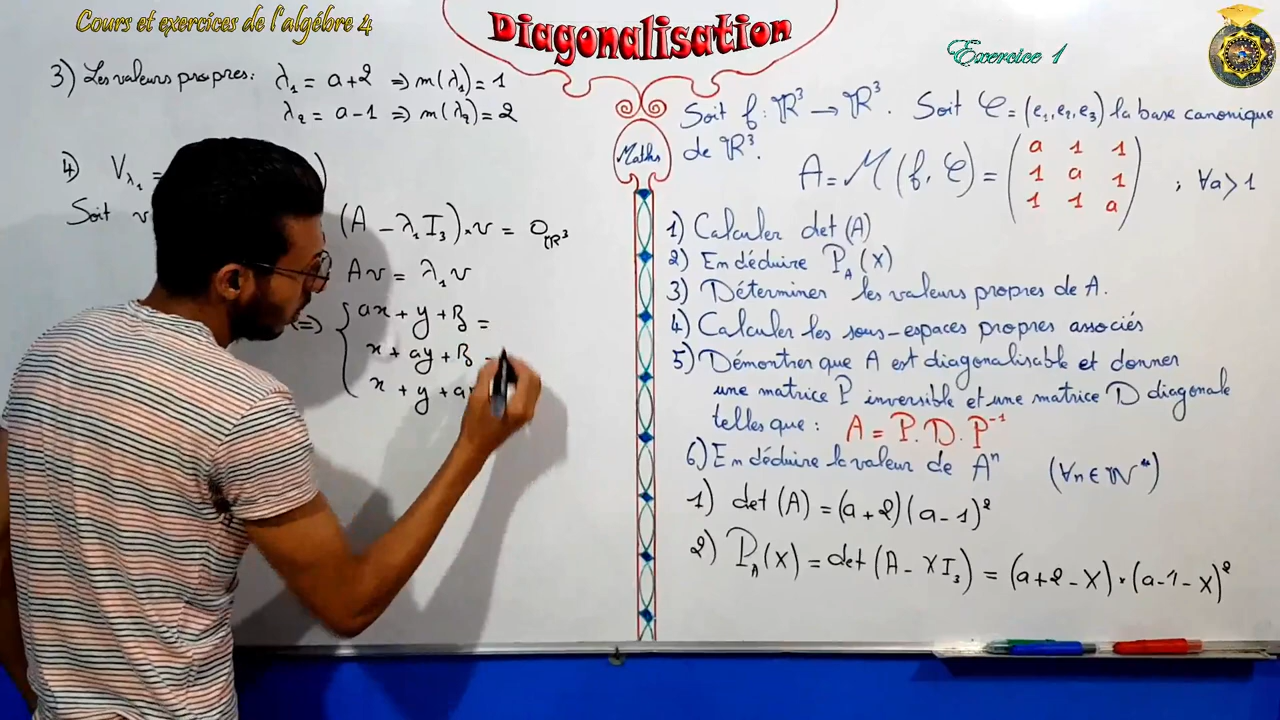 Cours et exercices de l'algébre 4
Diagonalisation
Exercice 1
Maths
3) Les valeurs propres: λ₁ = a+2 ⇒ m(λ₁) = 1
λ₂ = a-1 ⇒ m(λ₂) = 2
4) V_λ₁ = )
Soit v (A - λ₁I₃)·v = 0_ℝ³
Av = λ₁v
⇔ { ax + y + z =
x + ay + z
x + y + a
Soit f : ℝ³ → ℝ³. Soit 𝒞 = (e₁, e₂, e₃) la base canonique
de ℝ³.
A = ℳ(f, 𝒞) = ( a 1 1
1 a 1
1 1 a ) ; ∀a > 1
1) Calculer det(A)
2) En déduire P_A(X)
3) Déterminer les valeurs propres de A.
4) Calculer les sous-espaces propres associés
5) Démontrer que A est diagonalisable et donner
une matrice P inversible et une matrice D diagonale
telles que : A = P.D.P⁻¹
6) En déduire la valeur de Aⁿ (∀n ∈ ℕ*)
1) det(A) = (a+2)(a-1)²
2) P_A(X) = det(A - XI₃) = (a+2-X)·(a-1-X)²